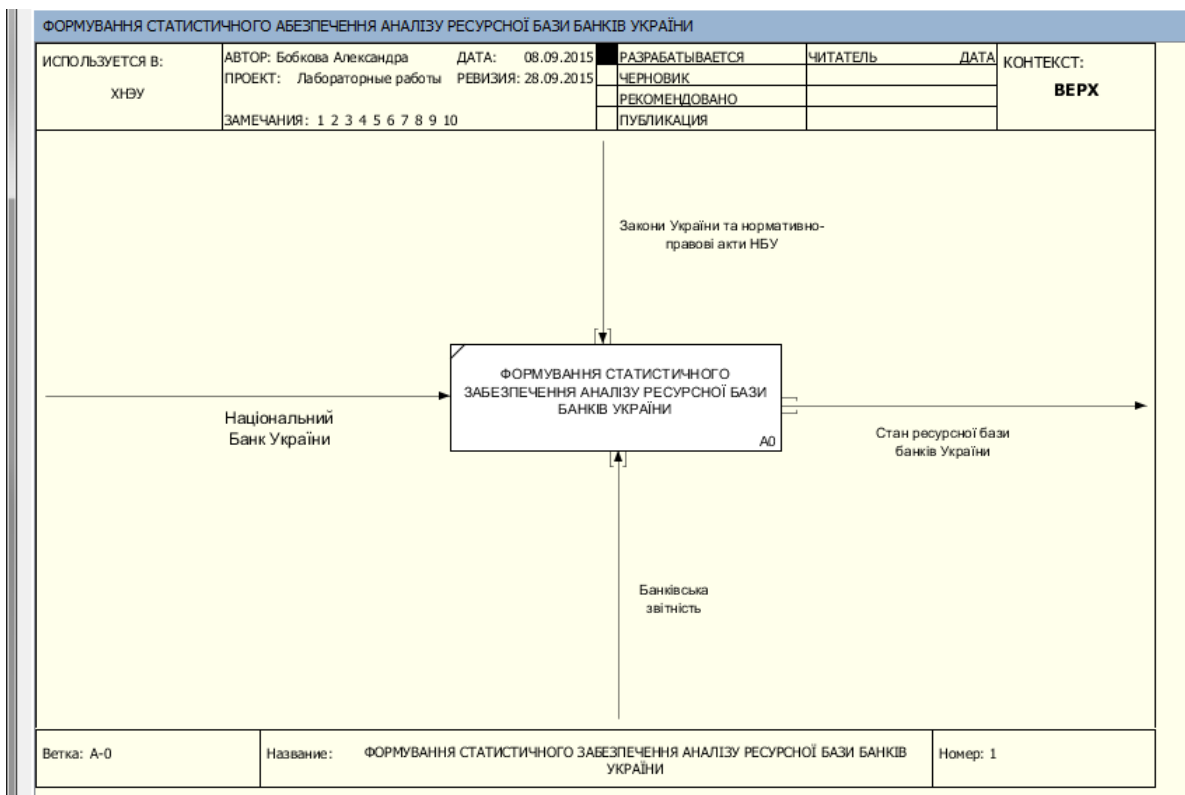 ФОРМУВАННЯ СТАТИСТИЧНОГО АБЕЗПЕЧЕННЯ АНАЛІЗУ РЕСУРСНОЇ БАЗИ БАНКІВ УКРАЇНИ
ИСПОЛЬЗУЕТСЯ В:
ХНЭУ
АВТОР: Бобкова Александра ДАТА: 08.09.2015
ПРОЕКТ: Лабораторные работы РЕВИЗИЯ: 28.09.2015
ЗАМЕЧАНИЯ: 1 2 3 4 5 6 7 8 9 10
РАЗРАБАТЫВАЕТСЯ
ЧЕРНОВИК
РЕКОМЕНДОВАНО
ПУБЛИКАЦИЯ
ЧИТАТЕЛЬ ДАТА
КОНТЕКСТ:
ВЕРХ
Закони України та нормативно-
правові акти НБУ
ФОРМУВАННЯ СТАТИСТИЧНОГО
ЗАБЕЗПЕЧЕННЯ АНАЛІЗУ РЕСУРСНОЇ БАЗИ
БАНКІВ УКРАЇНИ
A0
Національний
Банк України
Стан ресурсної бази
банків України
Банківська
звітність
Ветка: A-0
Название: ФОРМУВАННЯ СТАТИСТИЧНОГО ЗАБЕЗПЕЧЕННЯ АНАЛІЗУ РЕСУРСНОЇ БАЗИ БАНКІВ
УКРАЇНИ
Номер: 1